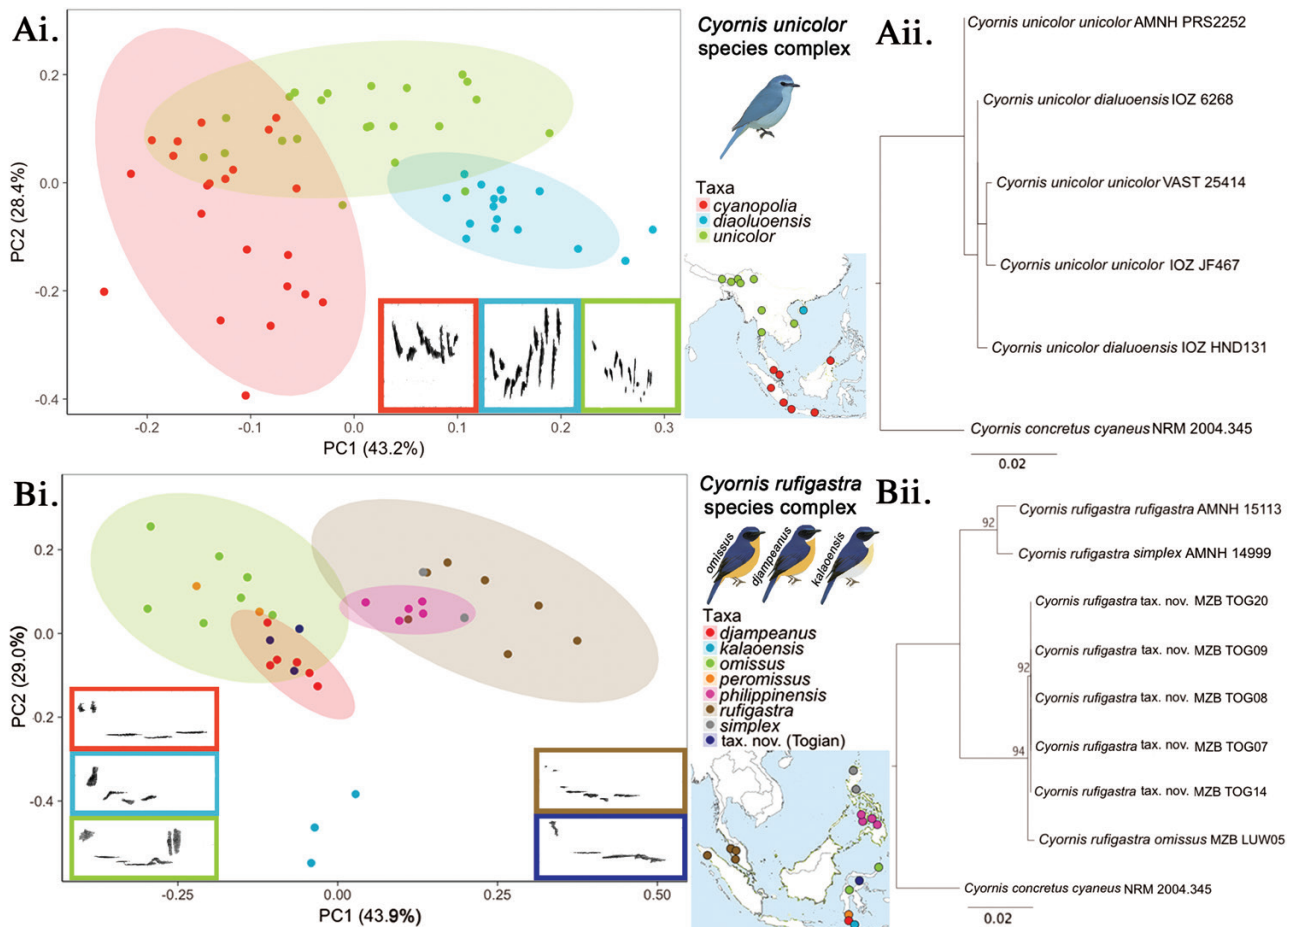 Ai.
0.2
0.0
-0.2
-0.4
PC2 (28.4%)
-0.2
-0.1
0.0
0.1
0.2
0.3
PC1 (43.2%)
Cyornis unicolor
species complex
Taxa
cyanopolia
diaoluoensis
unicolor
Aii.
Cyornis unicolor unicolor AMNH PRS2252
Cyornis unicolor dialuoensis IOZ 6268
Cyornis unicolor unicolor VAST 25414
Cyornis unicolor unicolor IOZ JF467
Cyornis unicolor dialuoensis IOZ HND131
Cyornis concretus cyaneus NRM 2004.345
0.02
Bi.
0.2
0.0
-0.2
-0.4
PC2 (29.0%)
-0.25
0.00
0.25
0.50
PC1 (43.9%)
Cyornis rufigastra
species complex
omissus
djampeanus
kalaoensis
Taxa
djampeanus
kalaoensis
omissus
peromissus
philippinensis
rufigastra
simplex
tax. nov. (Togian)
Bii.
92
Cyornis rufigastra rufigastra AMNH 15113
Cyornis rufigastra simplex AMNH 14999
Cyornis rufigastra tax. nov. MZB TOG20
92
Cyornis rufigastra tax. nov. MZB TOG09
Cyornis rufigastra tax. nov. MZB TOG08
94
Cyornis rufigastra tax. nov. MZB TOG07
Cyornis rufigastra tax. nov. MZB TOG14
Cyornis rufigastra omissus MZB LUW05
Cyornis concretus cyaneus NRM 2004.345
0.02